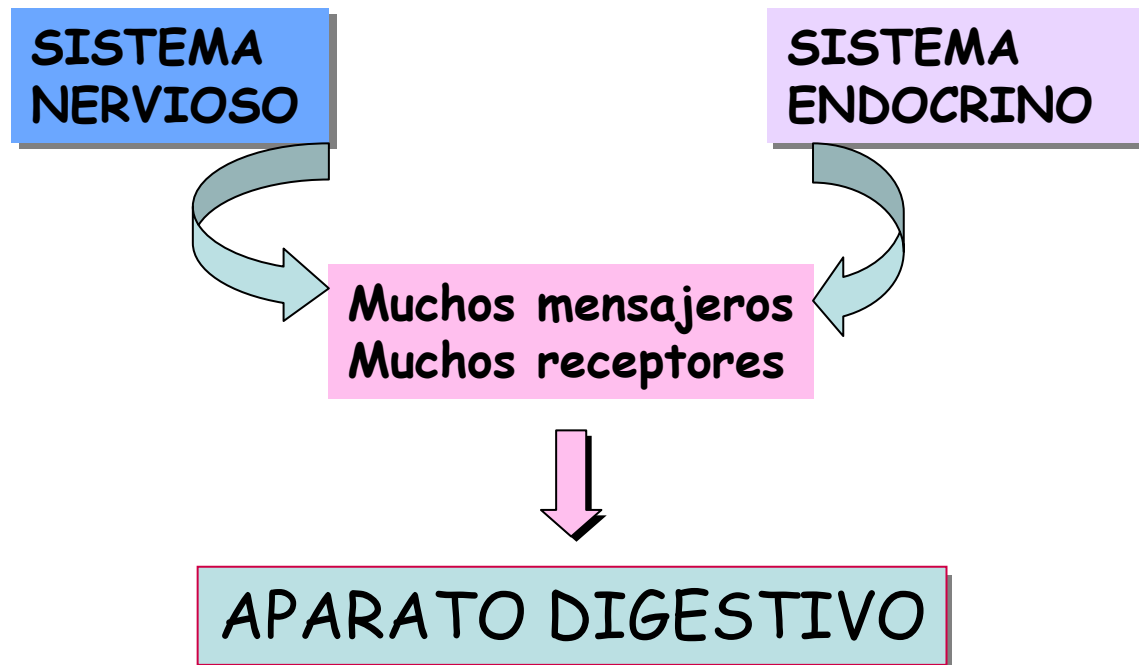 SISTEMA
NERVIOSO
SISTEMA
ENDOCRINO
Muchos mensajeros
Muchos receptores
APARATO DIGESTIVO